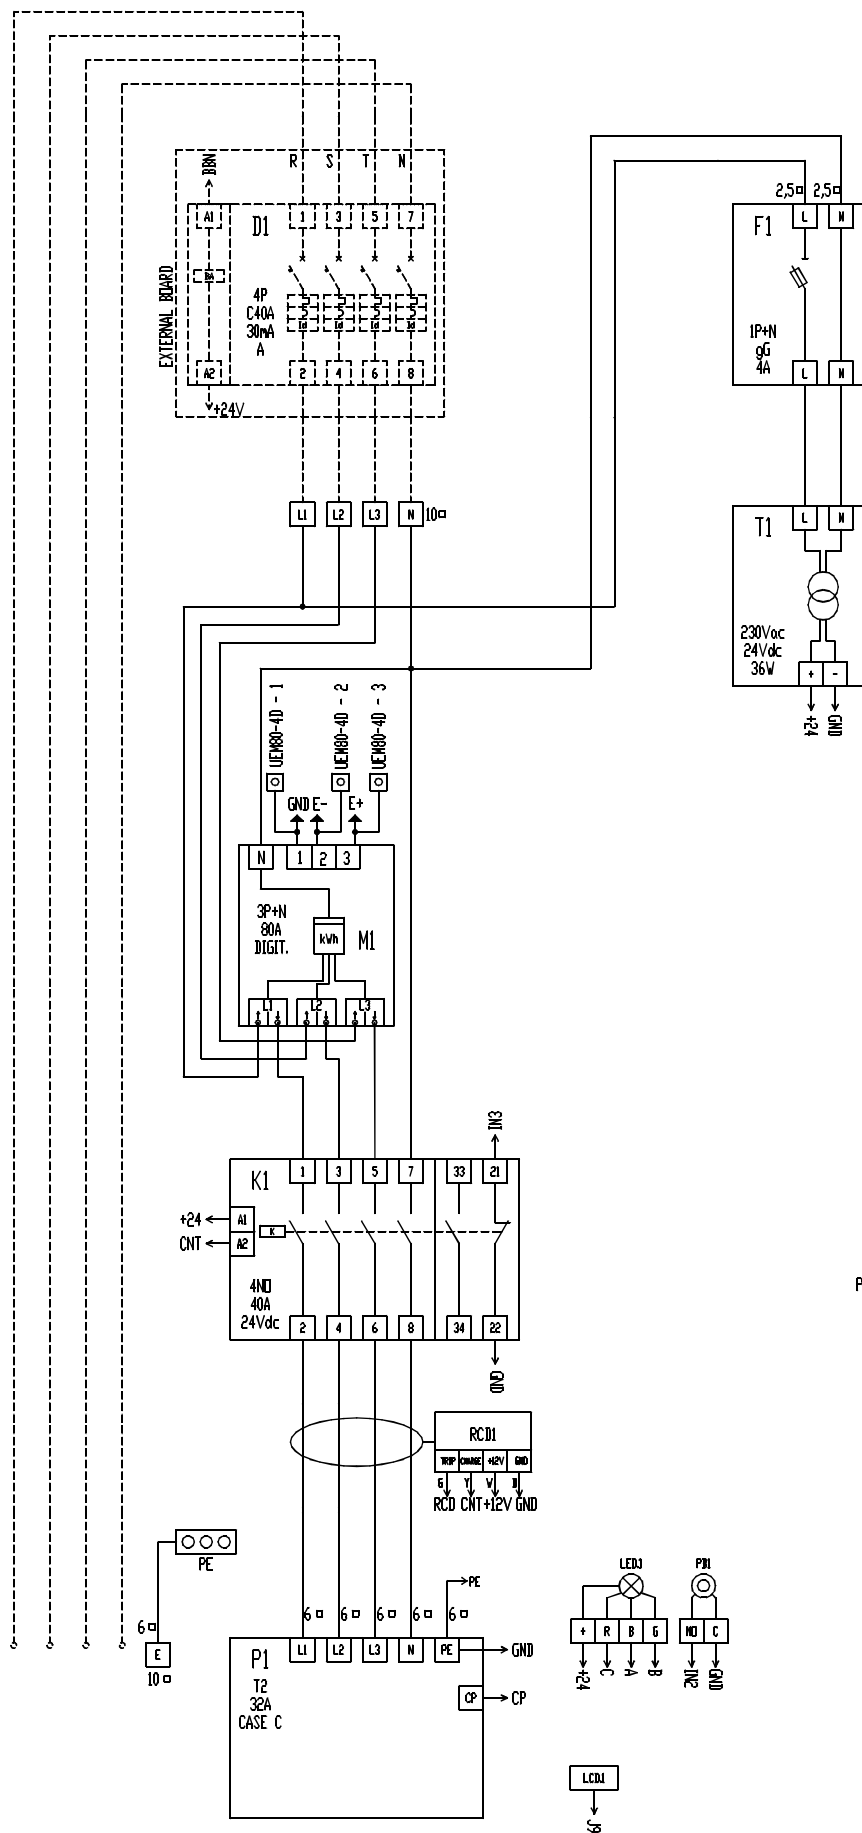 BBN
R S T N
2,5 2,5
A1 D1 1 3 5 7
F1 L N
BA
EXTERNAL BOARD
4P
C40A
30mA
A
Id Id Id Id
1P+N
gG
4A
A2 2 4 6 8
L N
+24V
L1 L2 L3 N 10
T1 L N
230Vac
24Vdc
36W
+ -
+24 GND
UEM80-4D - 1
UEM80-4D - 2
UEM80-4D - 3
GND E- E+
N 1 2 3
3P+N
80A
DIGIT.
kWh
M1
L1 L2 L3
IN3
K1 1 3 5 7 33 21
+24 A1
CNT A2
K
4NO
40A
24Vdc
2 4 6 8 34 22
GND
P
RCD1
TRIP CHARGE +12V GND
G Y W
RCD CNT +12V GND
PE
LED1 PB1
PE
6
6 6 6 6 6
E
10
P1 L1 L2 L3 N PE GND
+ R B G NO C
+24 C A B IN2 GND
T2
32A
CASE C
CP CP
LCD1
J9